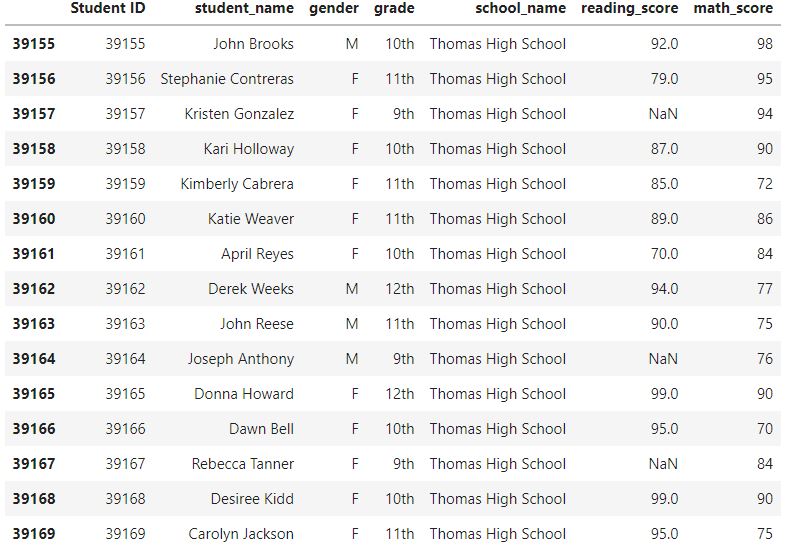 Student ID student_name gender grade school_name reading_score math_score
39155 39155 John Brooks M 10th Thomas High School 92.0 98
39156 39156 Stephanie Contreras F 11th Thomas High School 79.0 95
39157 39157 Kristen Gonzalez F 9th Thomas High School NaN 94
39158 39158 Kari Holloway F 10th Thomas High School 87.0 90
39159 39159 Kimberly Cabrera F 11th Thomas High School 85.0 72
39160 39160 Katie Weaver F 11th Thomas High School 89.0 86
39161 39161 April Reyes F 10th Thomas High School 70.0 84
39162 39162 Derek Weeks M 12th Thomas High School 94.0 77
39163 39163 John Reese M 11th Thomas High School 90.0 75
39164 39164 Joseph Anthony M 9th Thomas High School NaN 76
39165 39165 Donna Howard F 12th Thomas High School 99.0 90
39166 39166 Dawn Bell F 10th Thomas High School 95.0 70
39167 39167 Rebecca Tanner F 9th Thomas High School NaN 84
39168 39168 Desiree Kidd F 10th Thomas High School 99.0 90
39169 39169 Carolyn Jackson F 11th Thomas High School 95.0 75